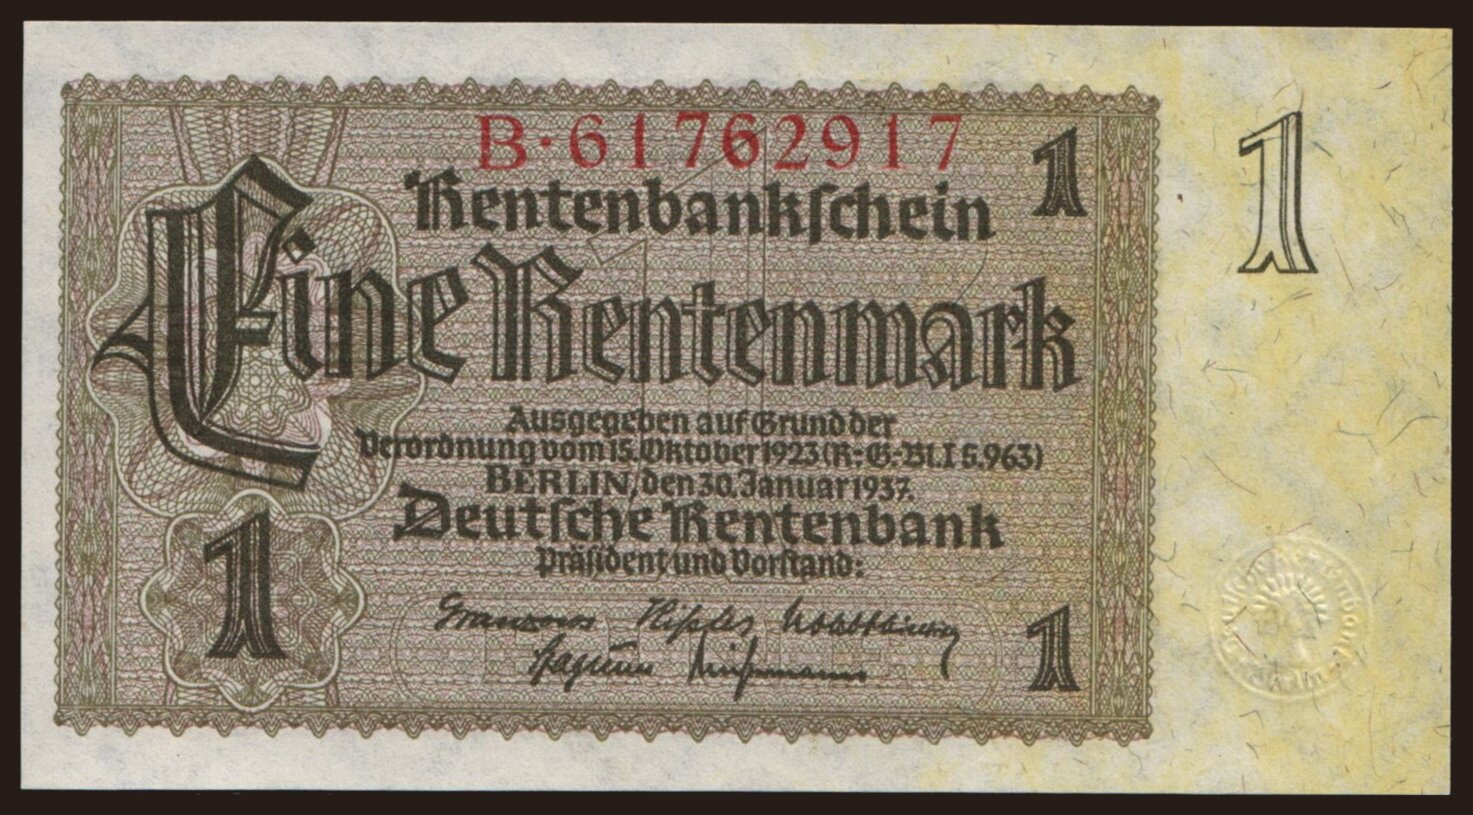 B·61762917
1
1
Rentenbankschein
Eine Rentenmark
Ausgegeben auf Grund der
Verordnung vom 15. Oktober 1923 (R.-G.-Bl. I S. 963)
BERLIN, den 30. Januar 1937.
Deutsche Rentenbank
Präsident und Vorstand:
1
1